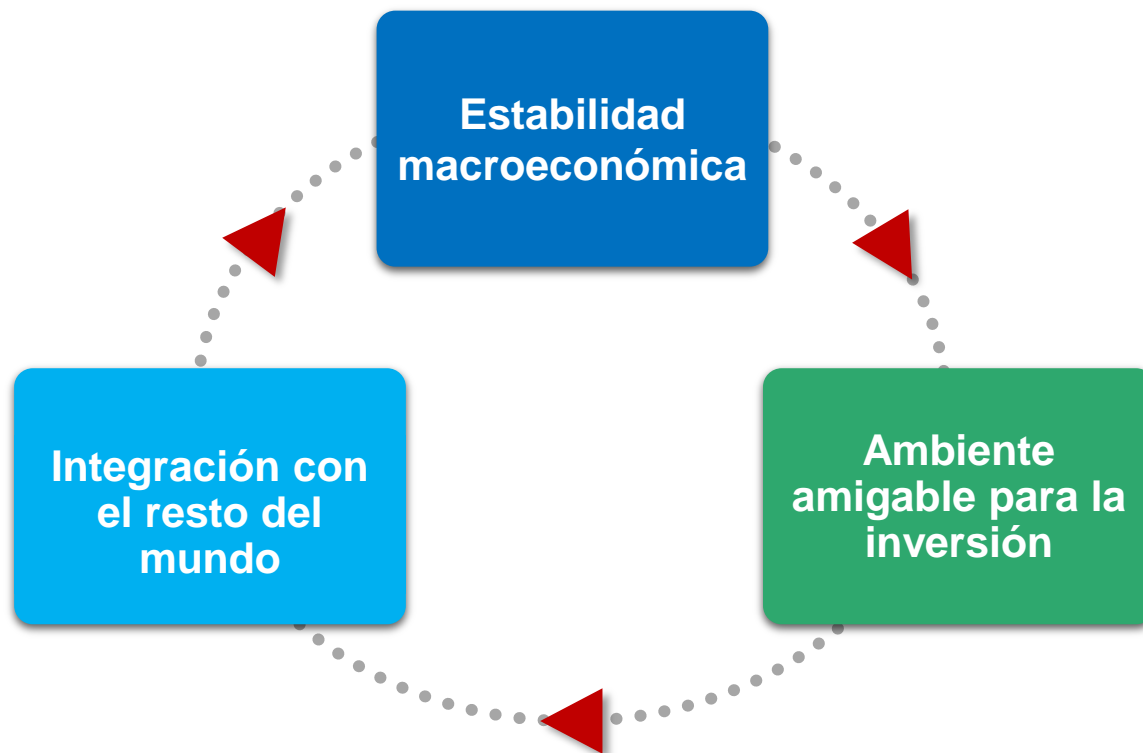 Estabilidad
macroeconómica
Integración con
el resto del
mundo
Ambiente
amigable para la
inversión